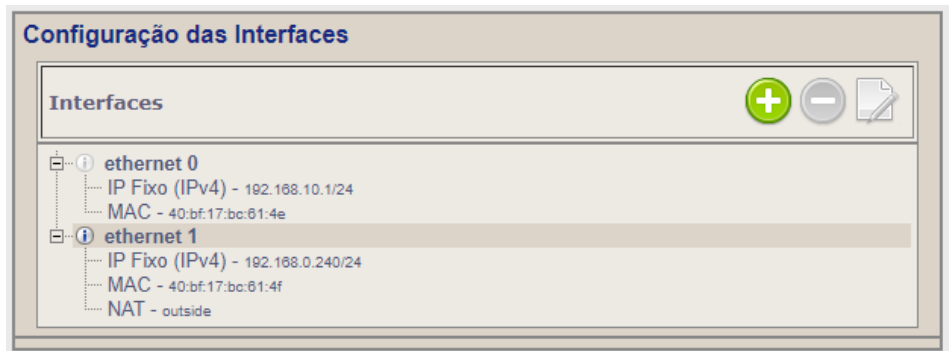 Configuração das Interfaces
Interfaces
ethernet 0
IP Fixo (IPv4) - 192.168.10.1/24
MAC - 40:bf:17:bc:61:4e
ethernet 1
IP Fixo (IPv4) - 192.168.0.240/24
MAC - 40:bf:17:bc:61:4f
NAT - outside